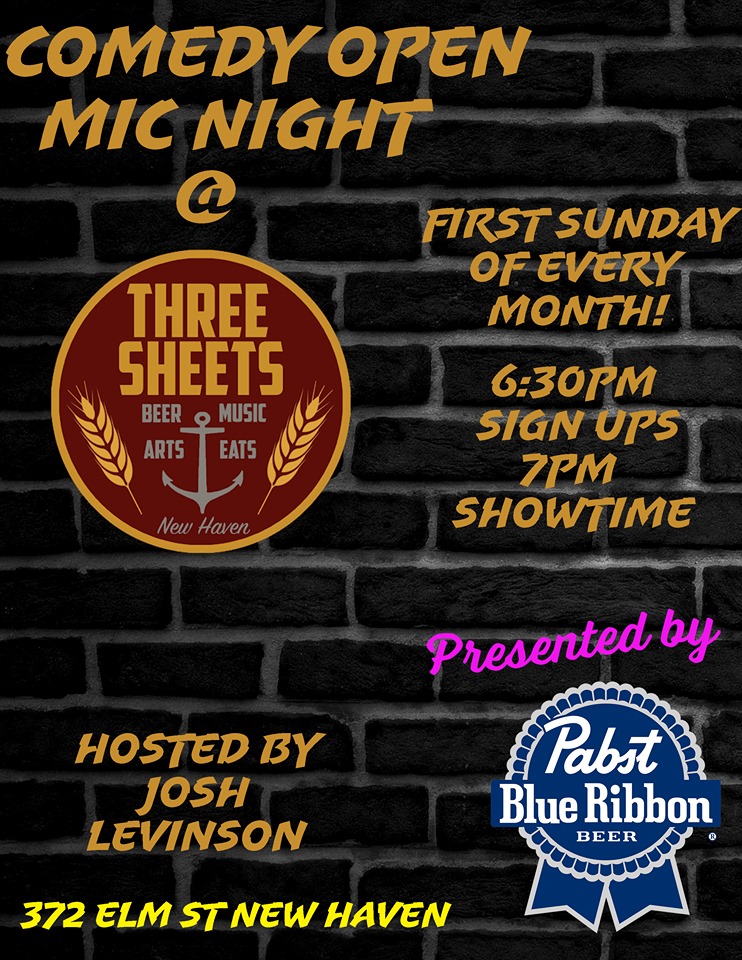 COMEDY OPEN
MIC NIGHT
@
THREE
SHEETS
BEER MUSIC
ARTS EATS
New Haven
FIRST SUNDAY
OF EVERY
MONTH!
6:30PM
SIGN UPS
7PM
SHOWTIME
Presented by
Pabst
Blue Ribbon
BEER
®
HOSTED BY
JOSH
LEVINSON
372 ELM ST NEW HAVEN